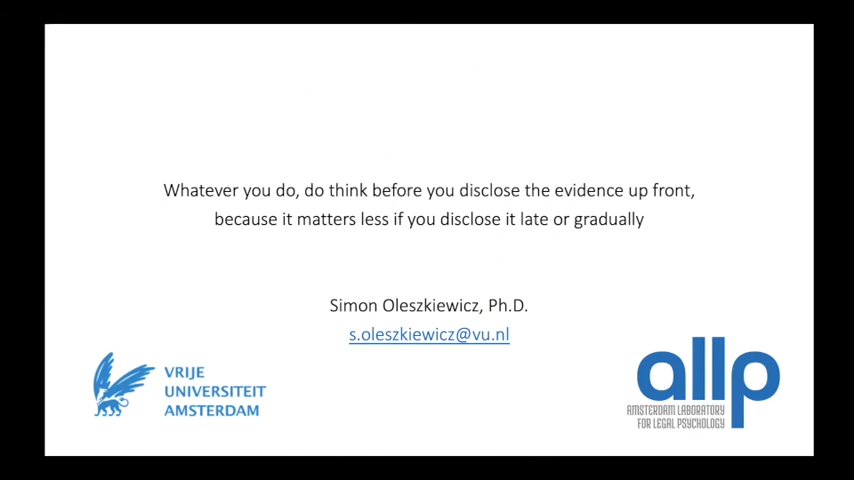 Whatever you do, do think before you disclose the evidence up front,
because it matters less if you disclose it late or gradually
Simon Oleszkiewicz, Ph.D.
s.oleszkiewicz@vu.nl
VRIJE
UNIVERSITEIT
AMSTERDAM
allp
AMSTERDAM LABORATORY
FOR LEGAL PSYCHOLOGY